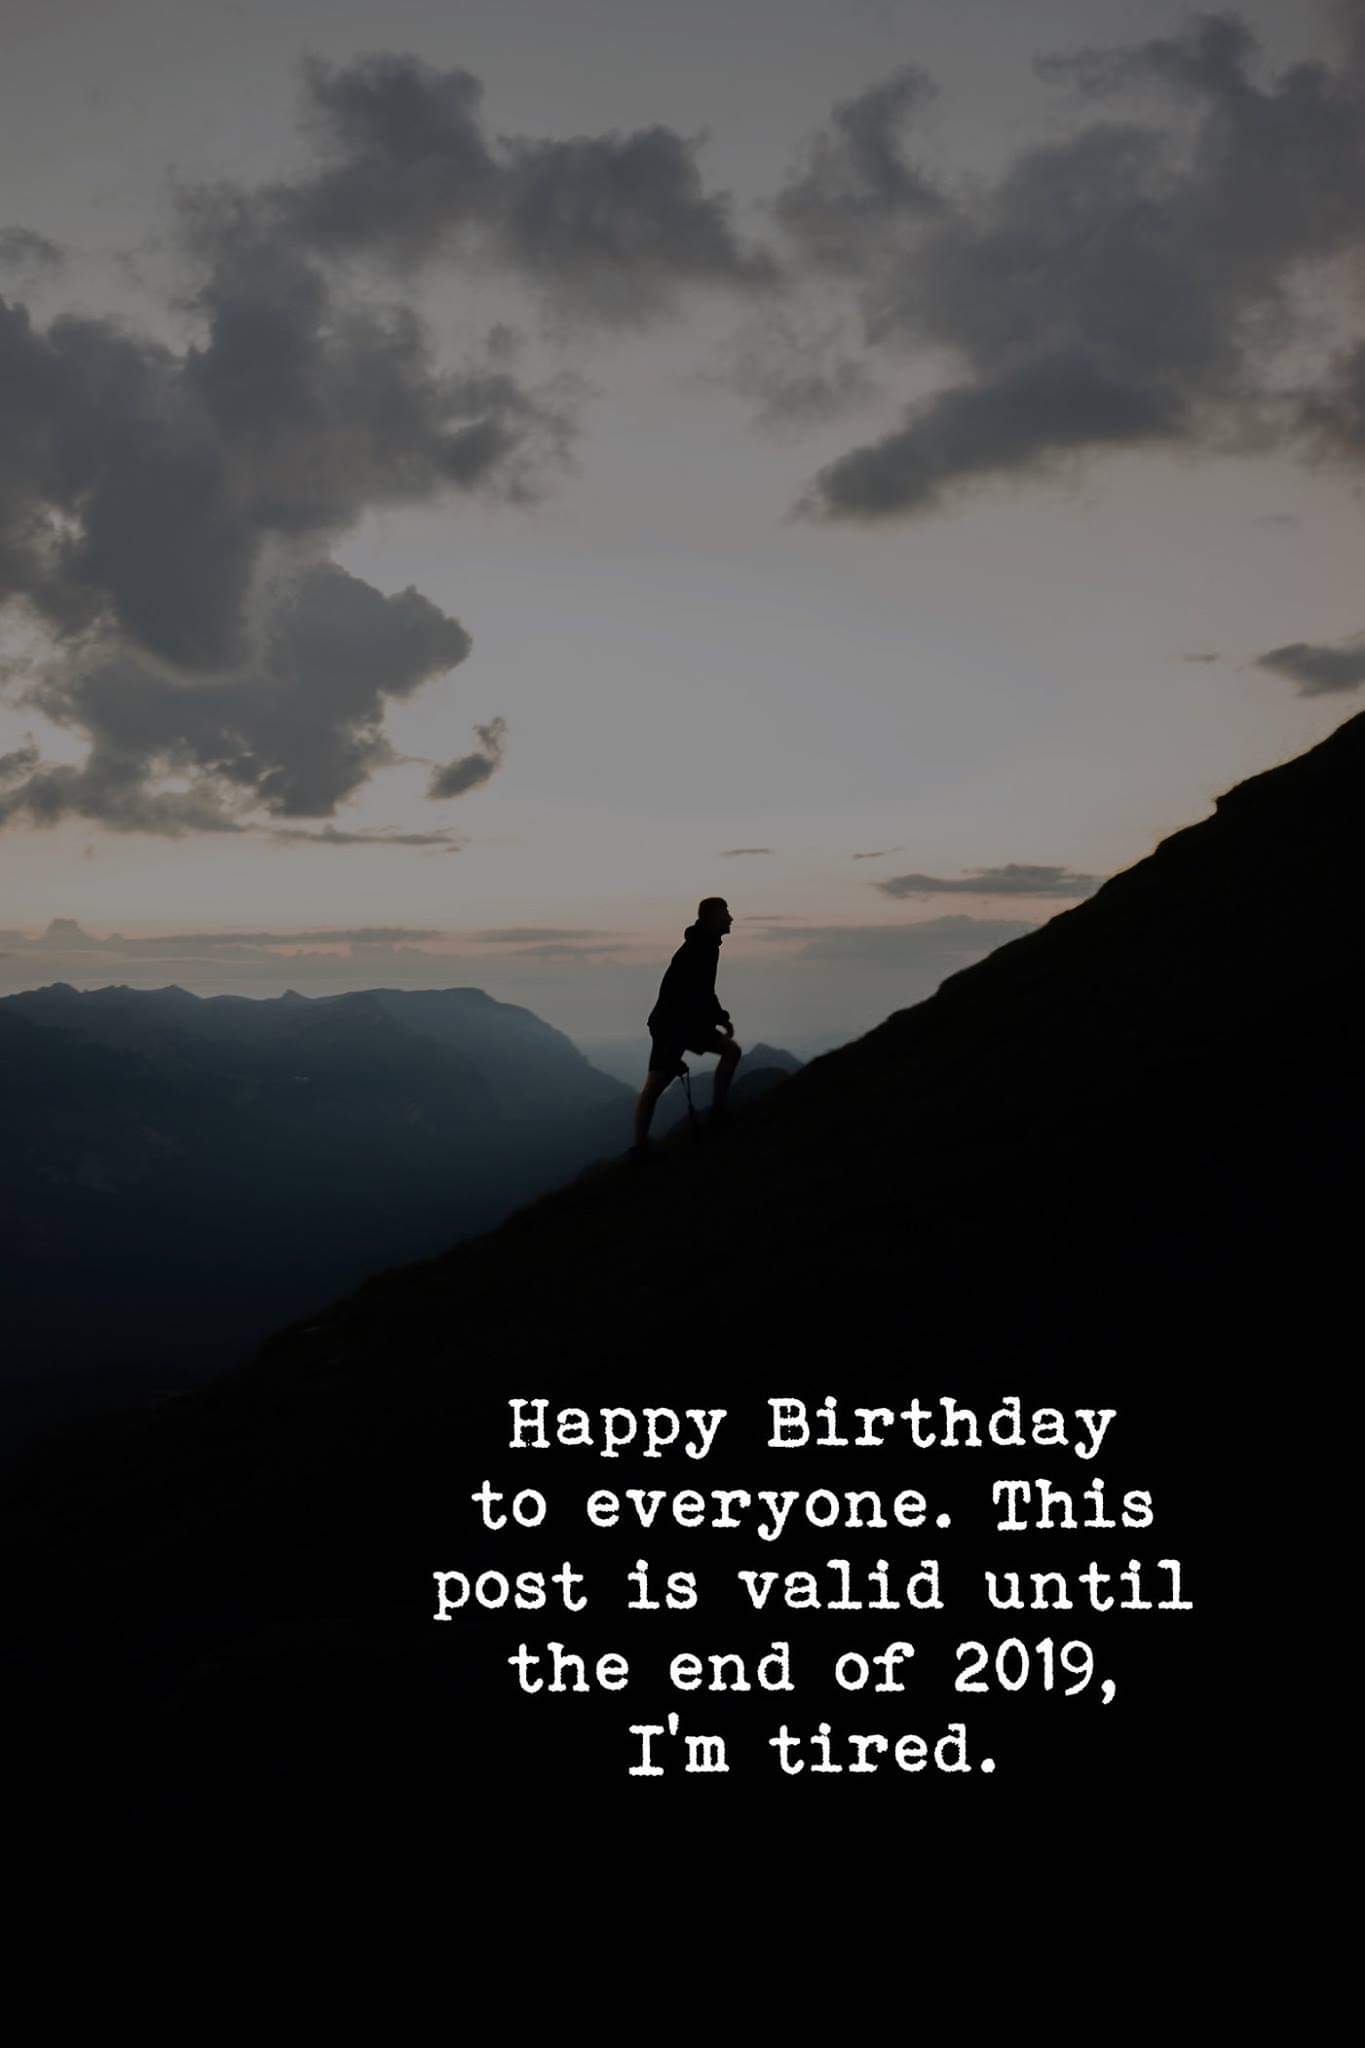 Happy Birthday
to everyone. This
post is valid until
the end of 2019,
I'm tired.